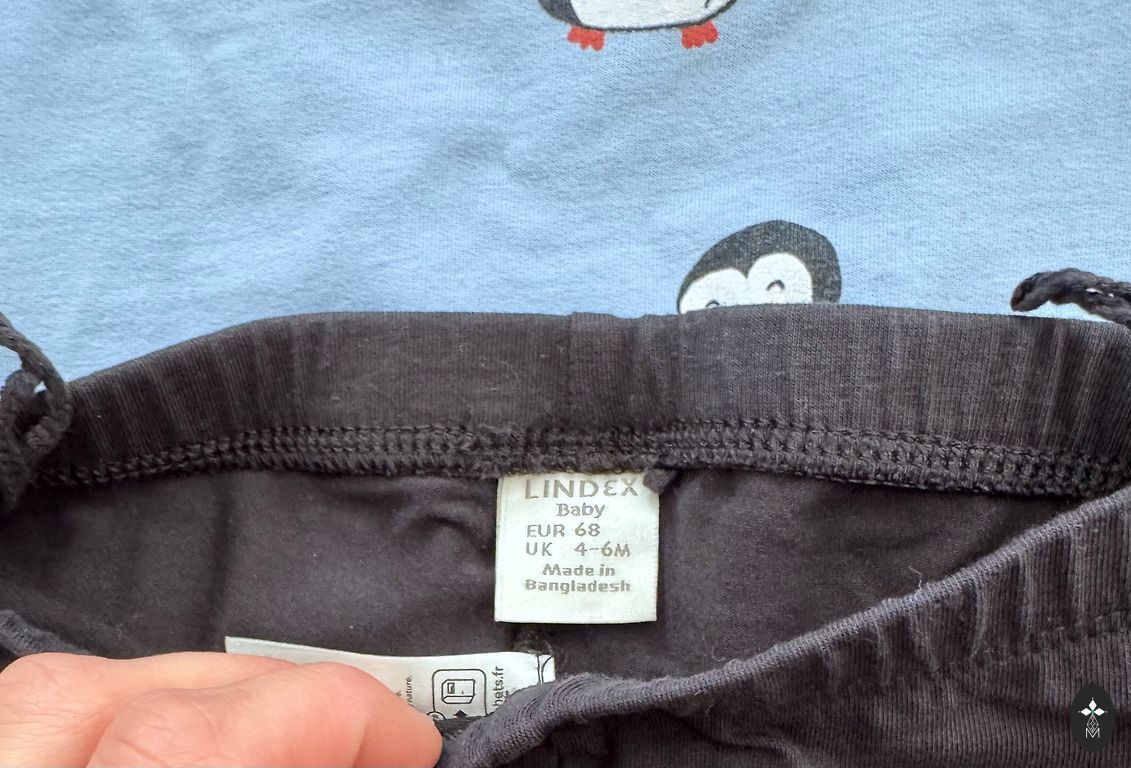 LINDEX
Baby
EUR 68
UK 4-6M
Made in
Bangladesh
M